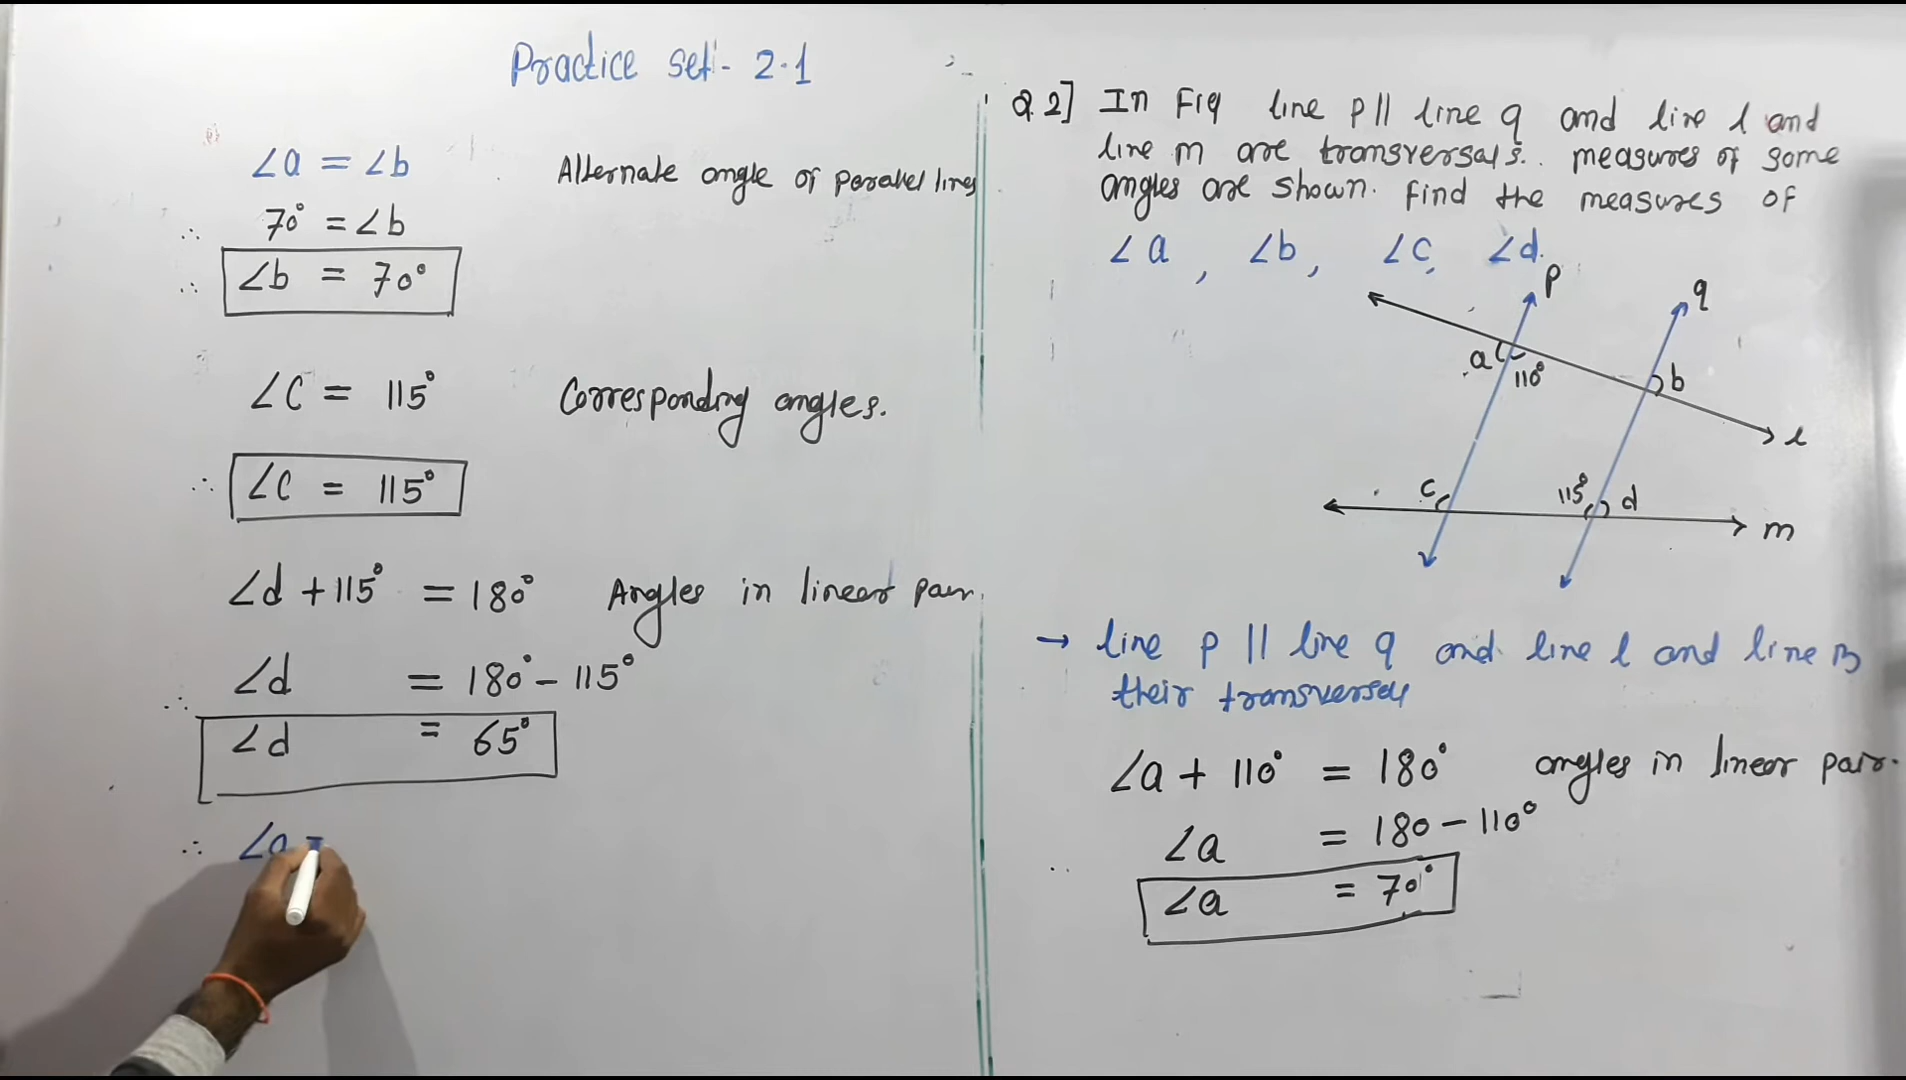 Practice set - 2.1
∠a = ∠b Alternate angle of parallel lines
∴ 70° = ∠b
∴ ∠b = 70°
∠c = 115° Corresponding angles.
∴ ∠c = 115°
∠d + 115° = 180° Angles in linear pair.
∴ ∠d = 180° - 115°
∠d = 65°
∴ ∠a =
Q.2] In Fig line p || line q and line l and
line m are transversals. measures of some
angles are shown. find the measures of
∠a, ∠b, ∠c, ∠d.
p
q
a
110°
b
l
c
115°
d
m
→ line p || line q and line l and line m
their transversals
∠a + 110° = 180° angles in linear pair.
∠a = 180 - 110°
∠a = 70°